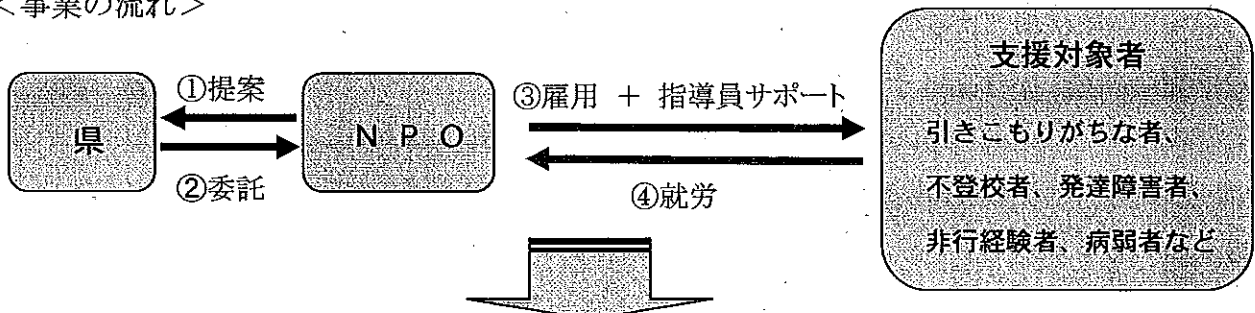 ＜事業の流れ＞
①提案
県
②委託
ＮＰＯ
③雇用 ＋ 指導員サポート
④就労
支援対象者
引きこもりがちな者、
不登校者、発達障害者、
非行経験者、病弱者など